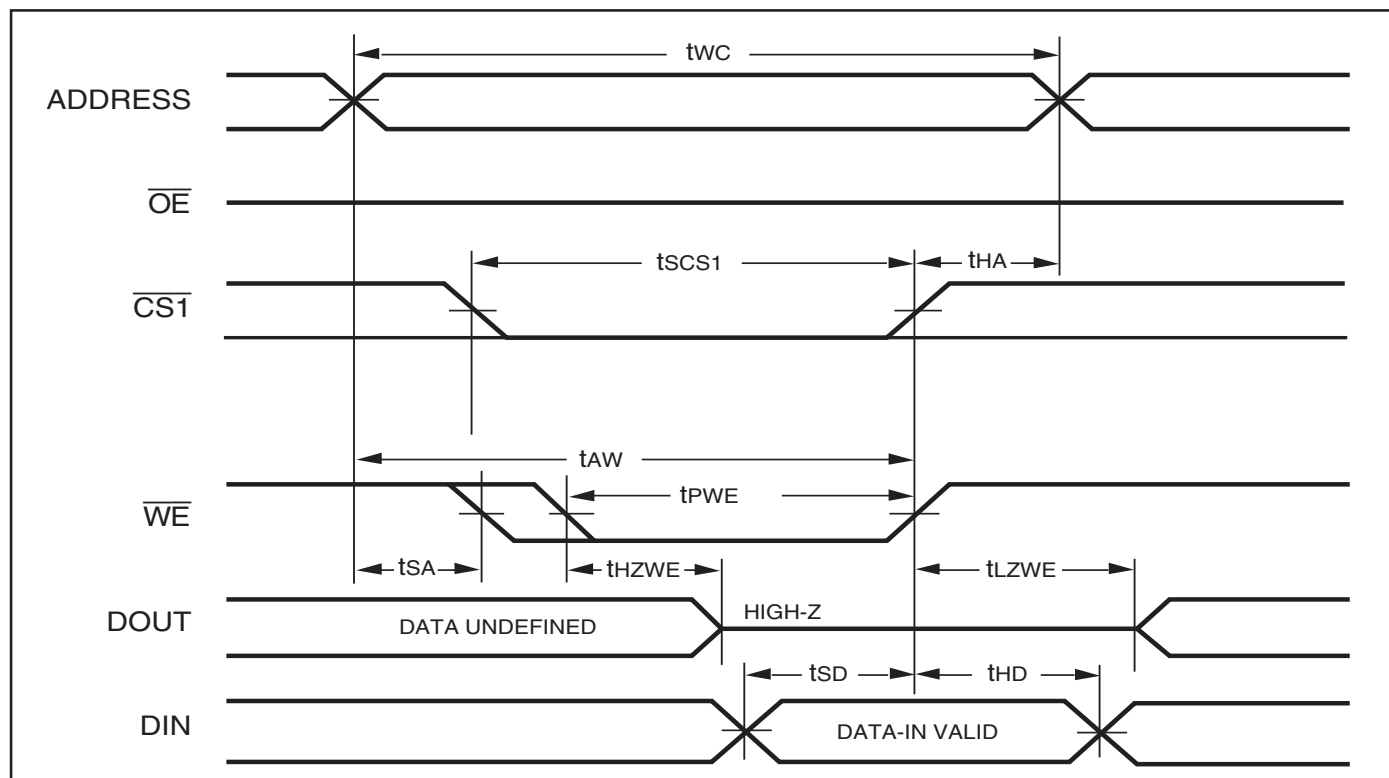 tWC
ADDRESS
OE
tSCS1
tHA
CS1
tAW
tPWE
WE
tSA
tHZWE
tLZWE
HIGH-Z
DOUT
DATA UNDEFINED
tSD
tHD
DIN
DATA-IN VALID